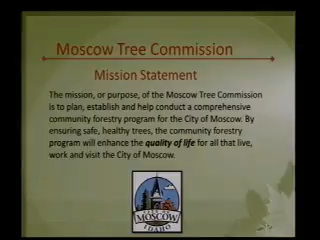 Moscow Tree Commission
Mission Statement
The mission, or purpose, of the Moscow Tree Commission
is to plan, establish and help conduct a comprehensive
community forestry program for the City of Moscow. By
ensuring safe, healthy trees, the community forestry
program will enhance the quality of life for all that live,
work and visit the City of Moscow.
MOSCOW
IDAHO